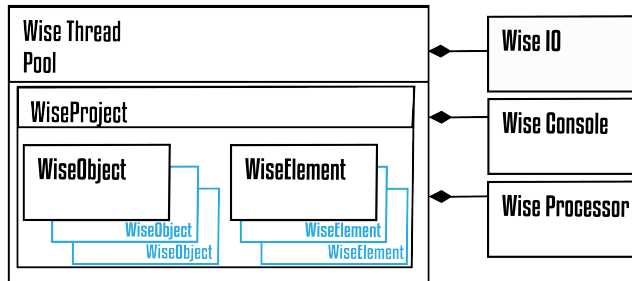 Wise Thread
Pool
WiseProject
WiseObject
WiseObject
WiseObject
WiseElement
WiseElement
WiseElement
Wise IO
Wise Console
Wise Processor